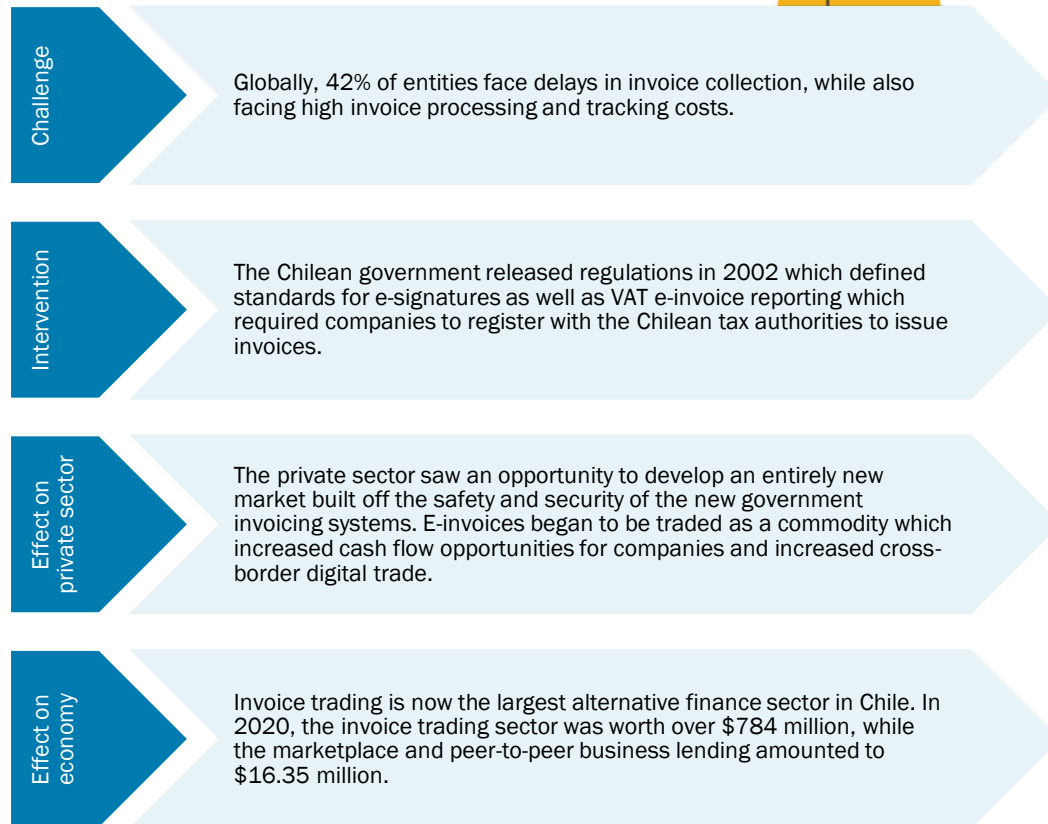 Challenge
Globally, 42% of entities face delays in invoice collection, while also
facing high invoice processing and tracking costs.
Intervention
The Chilean government released regulations in 2002 which defined
standards for e-signatures as well as VAT e-invoice reporting which
required companies to register with the Chilean tax authorities to issue
invoices.
Effect on
private sector
The private sector saw an opportunity to develop an entirely new
market built off the safety and security of the new government
invoicing systems. E-invoices began to be traded as a commodity which
increased cash flow opportunities for companies and increased cross-
border digital trade.
Effect on
economy
Invoice trading is now the largest alternative finance sector in Chile. In
2020, the invoice trading sector was worth over $784 million, while
the marketplace and peer-to-peer business lending amounted to
$16.35 million.